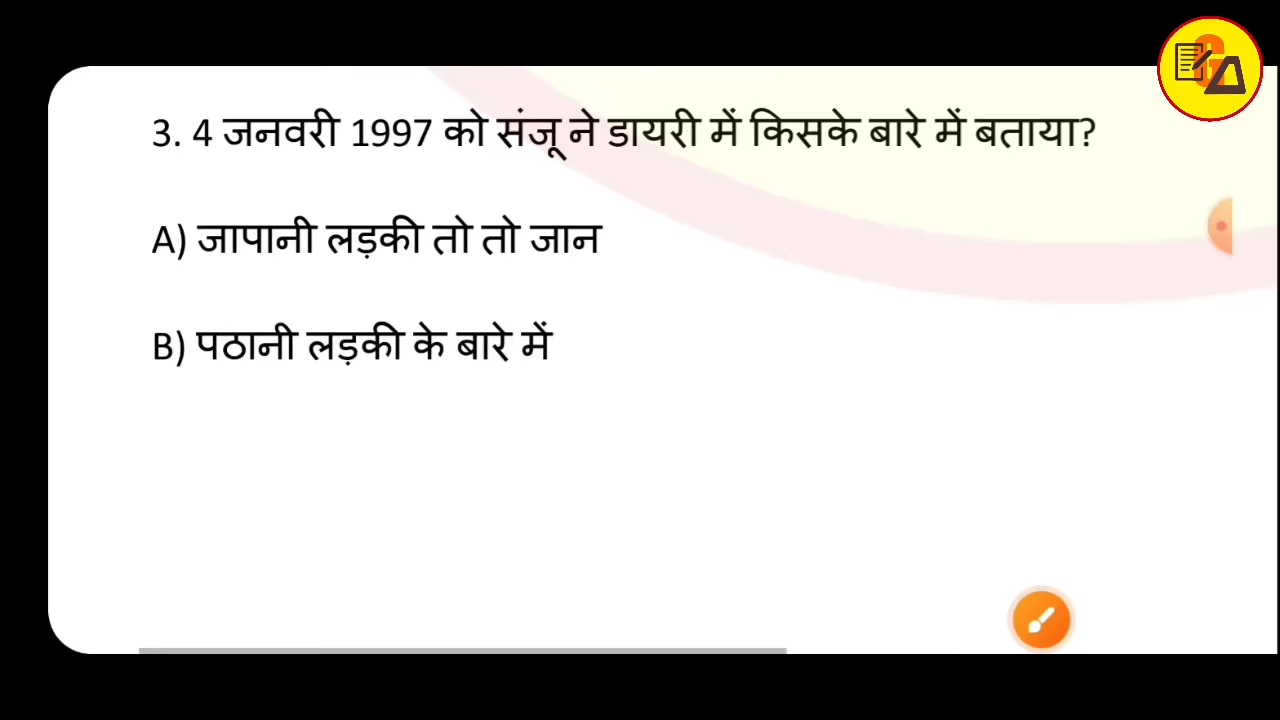 3. 4 जनवरी 1997 को संजू ने डायरी में किसके बारे में बताया?
A) जापानी लड़की तो तो जान
B) पठानी लड़की के बारे में
G